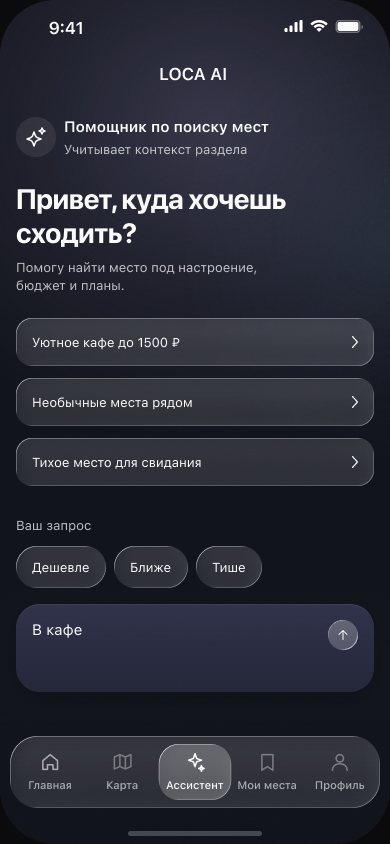 9:41
LOCA AI
Помощник по поиску мест
Учитывает контекст раздела
Привет, куда хочешь
сходить?
Помогу найти место под настроение,
бюджет и планы.
Уютное кафе до 1500 ₽
Необычные места рядом
Тихое место для свидания
Ваш запрос
Дешевле Ближе Тише
В кафе
Главная Карта Ассистент Мои места Профиль